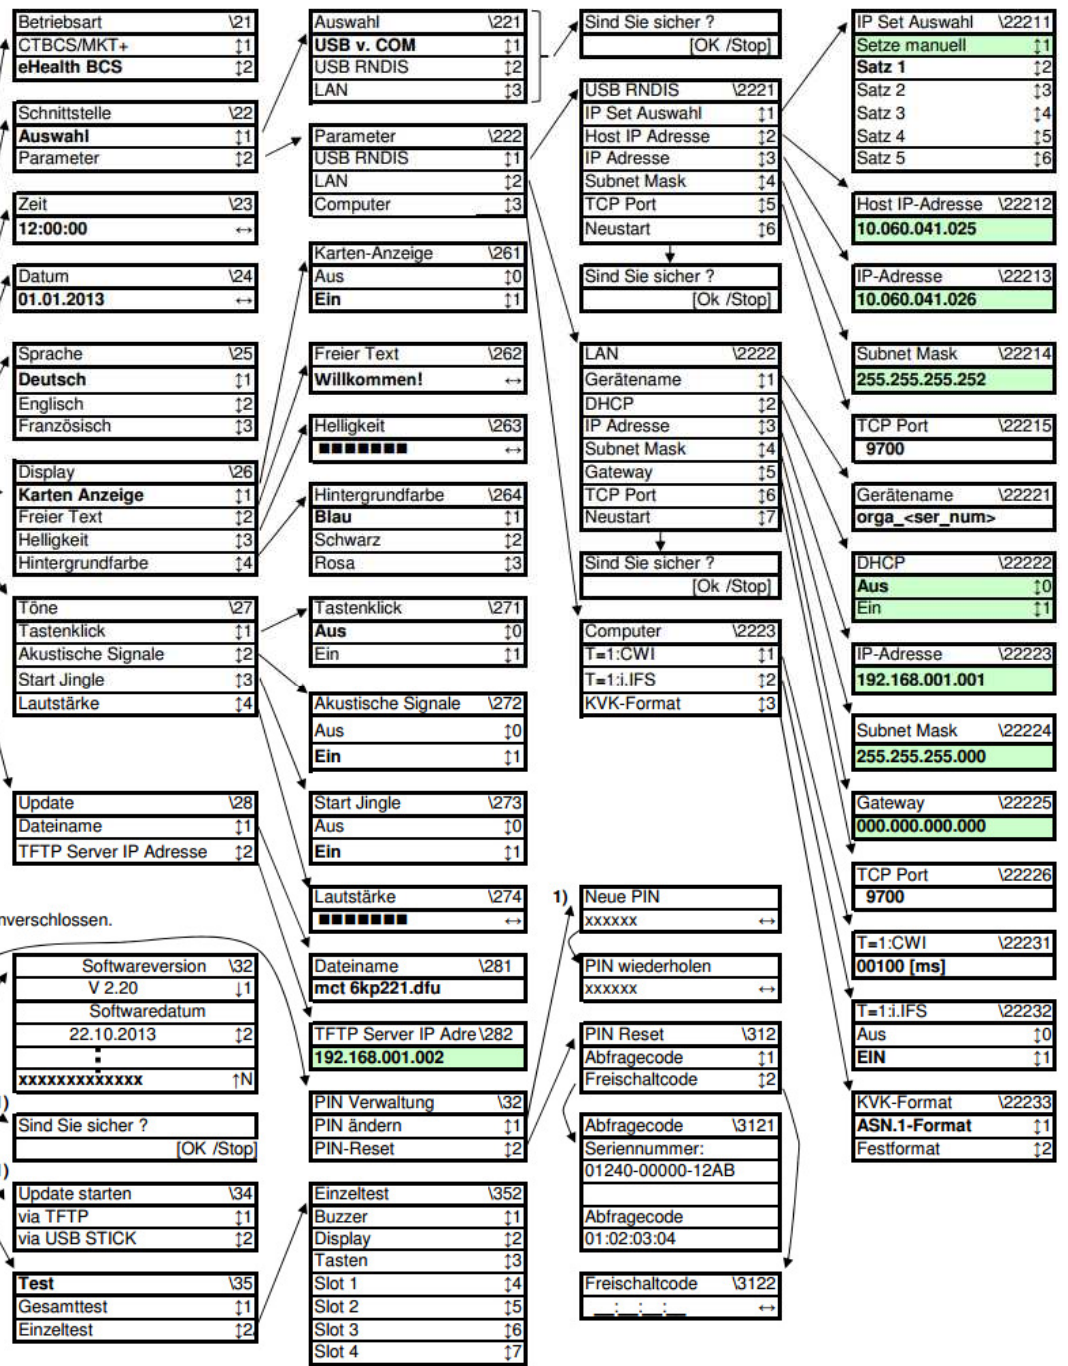 Betriebsart \21
CTBCS/MKT+ ↕1
eHealth BCS ↕2
Schnittstelle \22
Auswahl ↕1
Parameter ↕2
Zeit \23
12:00:00 ↔
Datum \24
01.01.2013 ↔
Sprache \25
Deutsch ↕1
Englisch ↕2
Französisch ↕3
Display \26
Karten Anzeige ↕1
Freier Text ↕2
Helligkeit ↕3
Hintergrundfarbe ↕4
Töne \27
Tastenklick ↕1
Akustische Signale ↕2
Start Jingle ↕3
Lautstärke ↕4
Update \28
Dateiname ↕1
TFTP Server IP Adresse ↕2
nverschlossen.
Softwareversion \32
V 2.20 ↓1
Softwaredatum
22.10.2013 ↕2
xxxxxxxxxxxxx ↑N
1)
Sind Sie sicher ?
[OK /Stop]
1)
Update starten \34
via TFTP ↕1
via USB STICK ↕2
Test \35
Gesamttest ↕1
Einzeltest ↕2
Auswahl \221
USB v. COM ↕1
USB RNDIS ↕2
LAN ↕3
Parameter \222
USB RNDIS ↕1
LAN ↕2
Computer ↕3
Karten-Anzeige \261
Aus ↕0
Ein ↕1
Freier Text \262
Willkommen! ↔
Helligkeit \263
■■■■■■■ ↔
Hintergrundfarbe \264
Blau ↕1
Schwarz ↕2
Rosa ↕3
Tastenklick \271
Aus ↕0
Ein ↕1
Akustische Signale \272
Aus ↕0
Ein ↕1
Start Jingle \273
Aus ↕0
Ein ↕1
Lautstärke \274
■■■■■■■ ↔
Dateiname \281
mct 6kp221.dfu
TFTP Server IP Adre \282
192.168.001.002
PIN Verwaltung \32
PIN ändern ↕1
PIN-Reset ↕2
Einzeltest \352
Buzzer ↕1
Display ↕2
Tasten ↕3
Slot 1 ↕4
Slot 2 ↕5
Slot 3 ↕6
Slot 4 ↕7
Sind Sie sicher ?
[OK /Stop]
USB RNDIS \2221
IP Set Auswahl ↕1
Host IP Adresse ↕2
IP Adresse ↕3
Subnet Mask ↕4
TCP Port ↕5
Neustart ↕6
Sind Sie sicher ?
[Ok /Stop]
LAN \2222
Gerätename ↕1
DHCP ↕2
IP Adresse ↕3
Subnet Mask ↕4
Gateway ↕5
TCP Port ↕6
Neustart ↕7
Sind Sie sicher ?
[Ok /Stop]
Computer \2223
T=1:CWI ↕1
T=1:i.IFS ↕2
KVK-Format ↕3
1)
Neue PIN
xxxxxx ↔
PIN wiederholen
xxxxxx ↔
PIN Reset \312
Abfragecode ↕1
Freischaltcode ↕2
Abfragecode \3121
Seriennummer:
01240-00000-12AB
Abfragecode
01:02:03:04
Freischaltcode \3122
__:__:__:__ ↔
IP Set Auswahl \22211
Setze manuell ↕1
Satz 1 ↕2
Satz 2 ↕3
Satz 3 ↕4
Satz 4 ↕5
Satz 5 ↕6
Host IP-Adresse \22212
10.060.041.025
IP-Adresse \22213
10.060.041.026
Subnet Mask \22214
255.255.255.252
TCP Port \22215
9700
Gerätename \22221
orga_<ser_num>
DHCP \22222
Aus ↕0
Ein ↕1
IP-Adresse \22223
192.168.001.001
Subnet Mask \22224
255.255.255.000
Gateway \22225
000.000.000.000
TCP Port \22226
9700
T=1:CWI \22231
00100 [ms]
T=1:i.IFS \22232
Aus ↕0
EIN ↕1
KVK-Format \22233
ASN.1-Format ↕1
Festformat ↕2